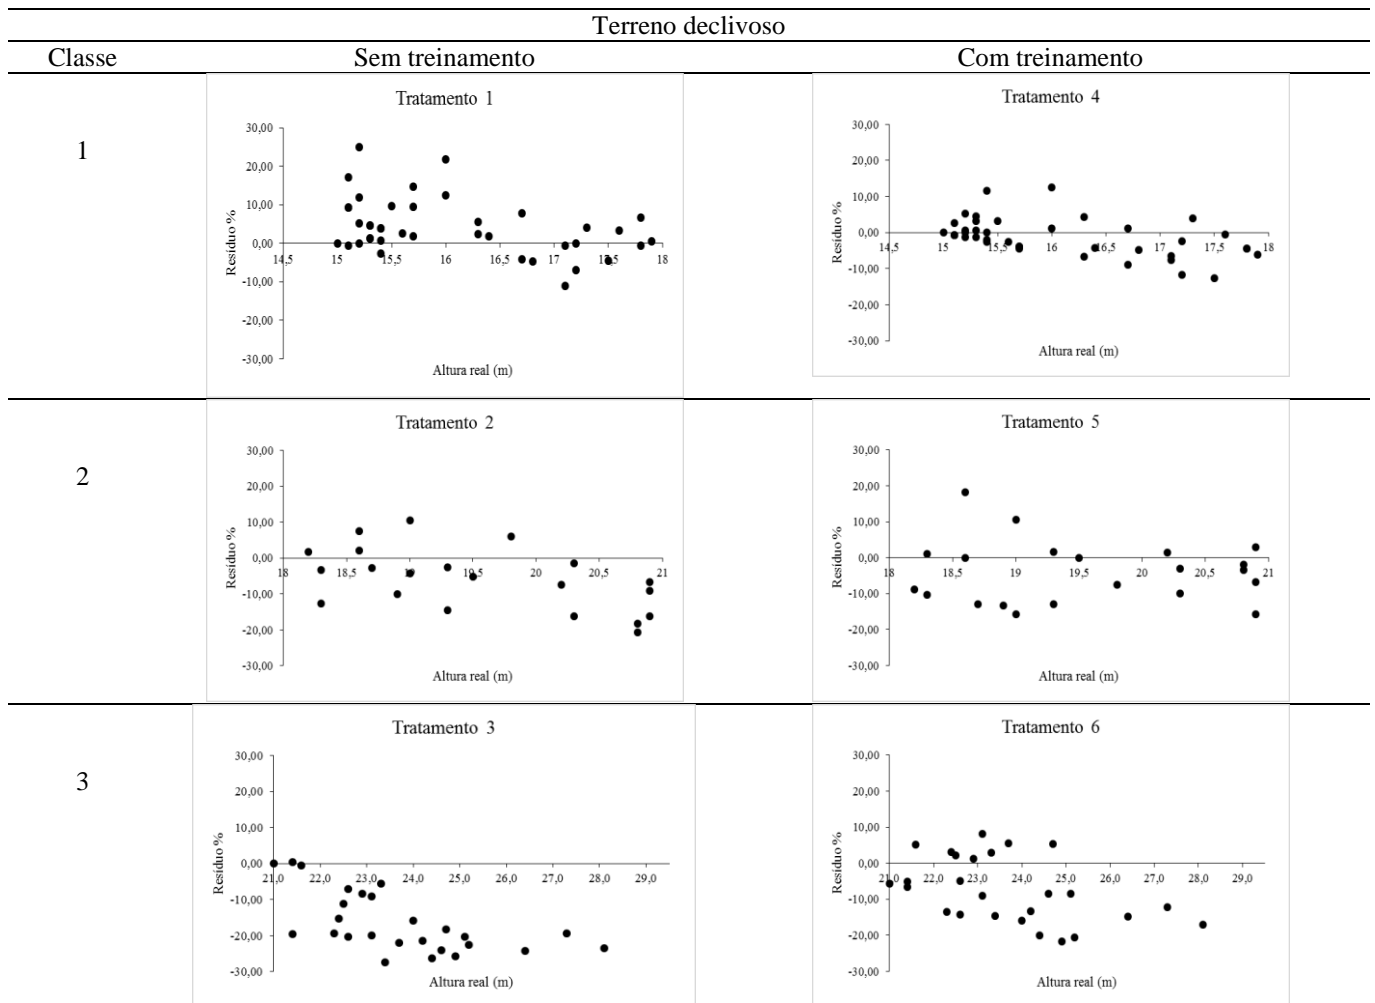 Terreno declivoso
Classe Sem treinamento Com treinamento
1
Tratamento 1
30,00
20,00
10,00
0,00
-10,00
-20,00
-30,00
14,5 15 15,5 16 16,5 17 17,5 18
Resíduo %
Altura real (m)
Tratamento 4
30,00
20,00
10,00
0,00
-10,00
-20,00
-30,00
14,5 15 15,5 16 16,5 17 17,5 18
Resíduo %
Altura real (m)
2
Tratamento 2
30,00
20,00
10,00
0,00
-10,00
-20,00
-30,00
18 18,5 19 19,5 20 20,5 21
Resíduo %
Altura real (m)
Tratamento 5
30,00
20,00
10,00
0,00
-10,00
-20,00
-30,00
18 18,5 19 19,5 20 20,5 21
Resíduo %
Altura real (m)
3
Tratamento 3
30,00
20,00
10,00
0,00
-10,00
-20,00
-30,00
21,0 22,0 23,0 24,0 25,0 26,0 27,0 28,0 29,0
Resíduo %
Altura real (m)
Tratamento 6
30,00
20,00
10,00
0,00
-10,00
-20,00
-30,00
21,0 22,0 23,0 24,0 25,0 26,0 27,0 28,0 29,0
Resíduo %
Altura real (m)